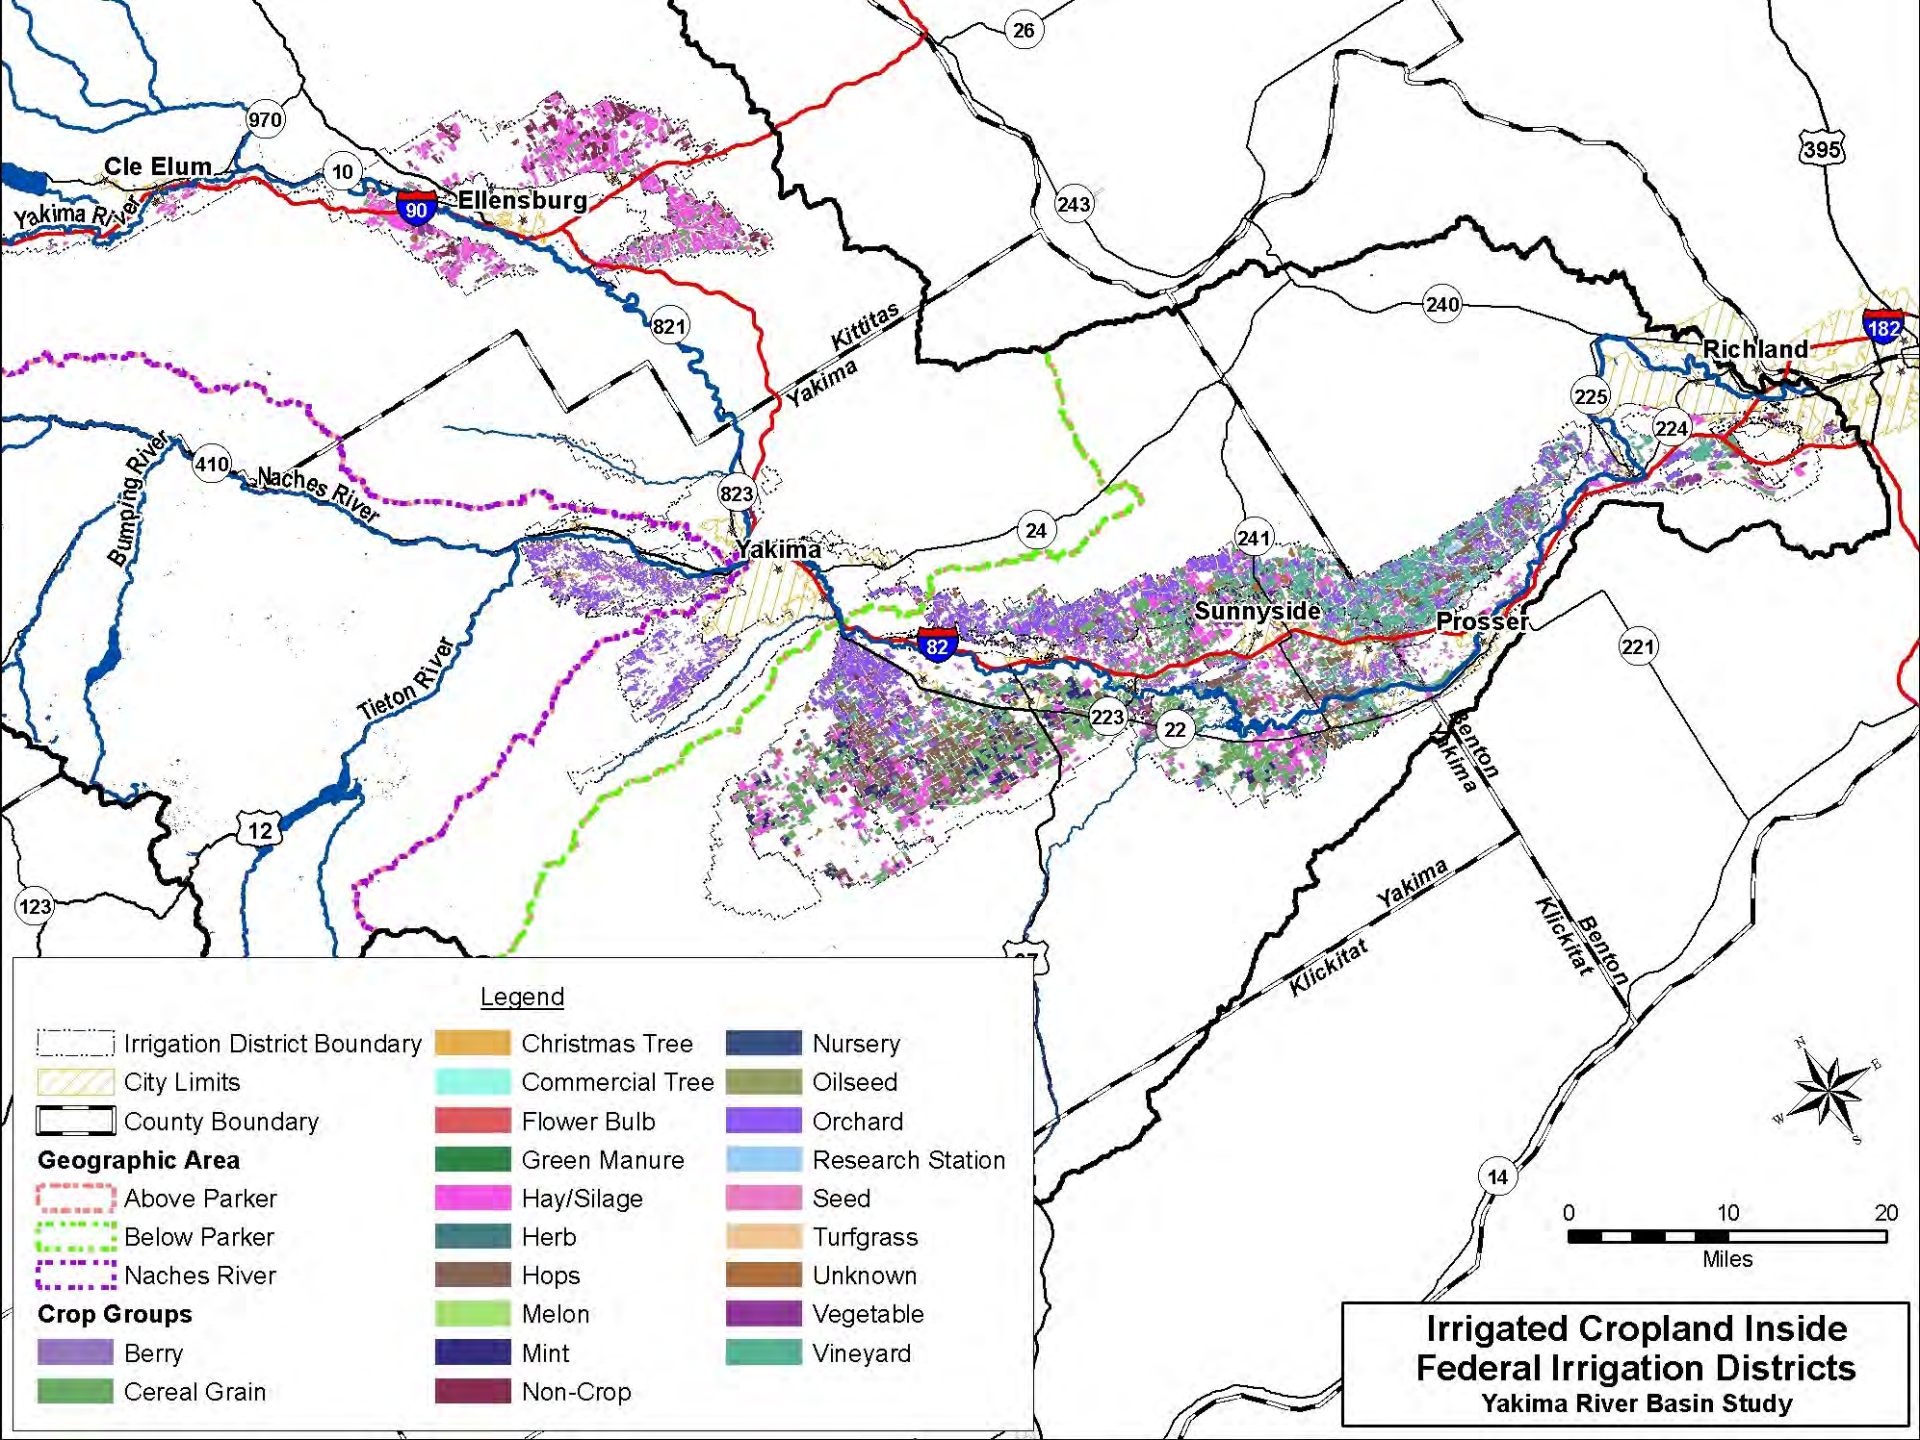 26
970
395
Cle Elum
10
Ellensburg
90
Yakima River
243
821
Kittitas
Yakima
240
182
Richland
225
224
410
Bumping River
Naches River
823
Yakima
24
241
Sunnyside
Prosser
82
221
Tieton River
223
22
Benton
Yakima
12
123
Yakima
Klickitat
Benton
Klickitat
14
Legend
Irrigation District Boundary
City Limits
County Boundary
Geographic Area
Above Parker
Below Parker
Naches River
Crop Groups
Berry
Cereal Grain
Christmas Tree
Commercial Tree
Flower Bulb
Green Manure
Hay/Silage
Herb
Hops
Melon
Mint
Non-Crop
Nursery
Oilseed
Orchard
Research Station
Seed
Turfgrass
Unknown
Vegetable
Vineyard
N
E
W
S
0 10 20
Miles
Irrigated Cropland Inside
Federal Irrigation Districts
Yakima River Basin Study